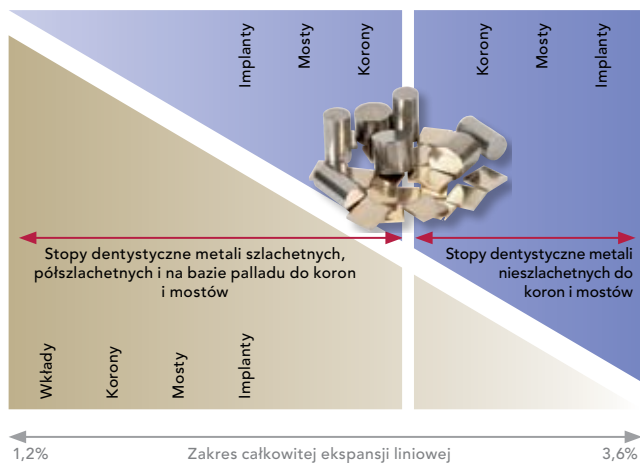 Implanty
Mosty
Korony
Korony
Mosty
Implanty
Stopy dentystyczne metali szlachetnych,
półszlachetnych i na bazie palladu do koron
i mostów
Stopy dentystyczne metali
nieszlachetnych do
koron i mostów
Wkłady
Korony
Mosty
Implanty
1,2%
Zakres całkowitej ekspansji liniowej
3,6%